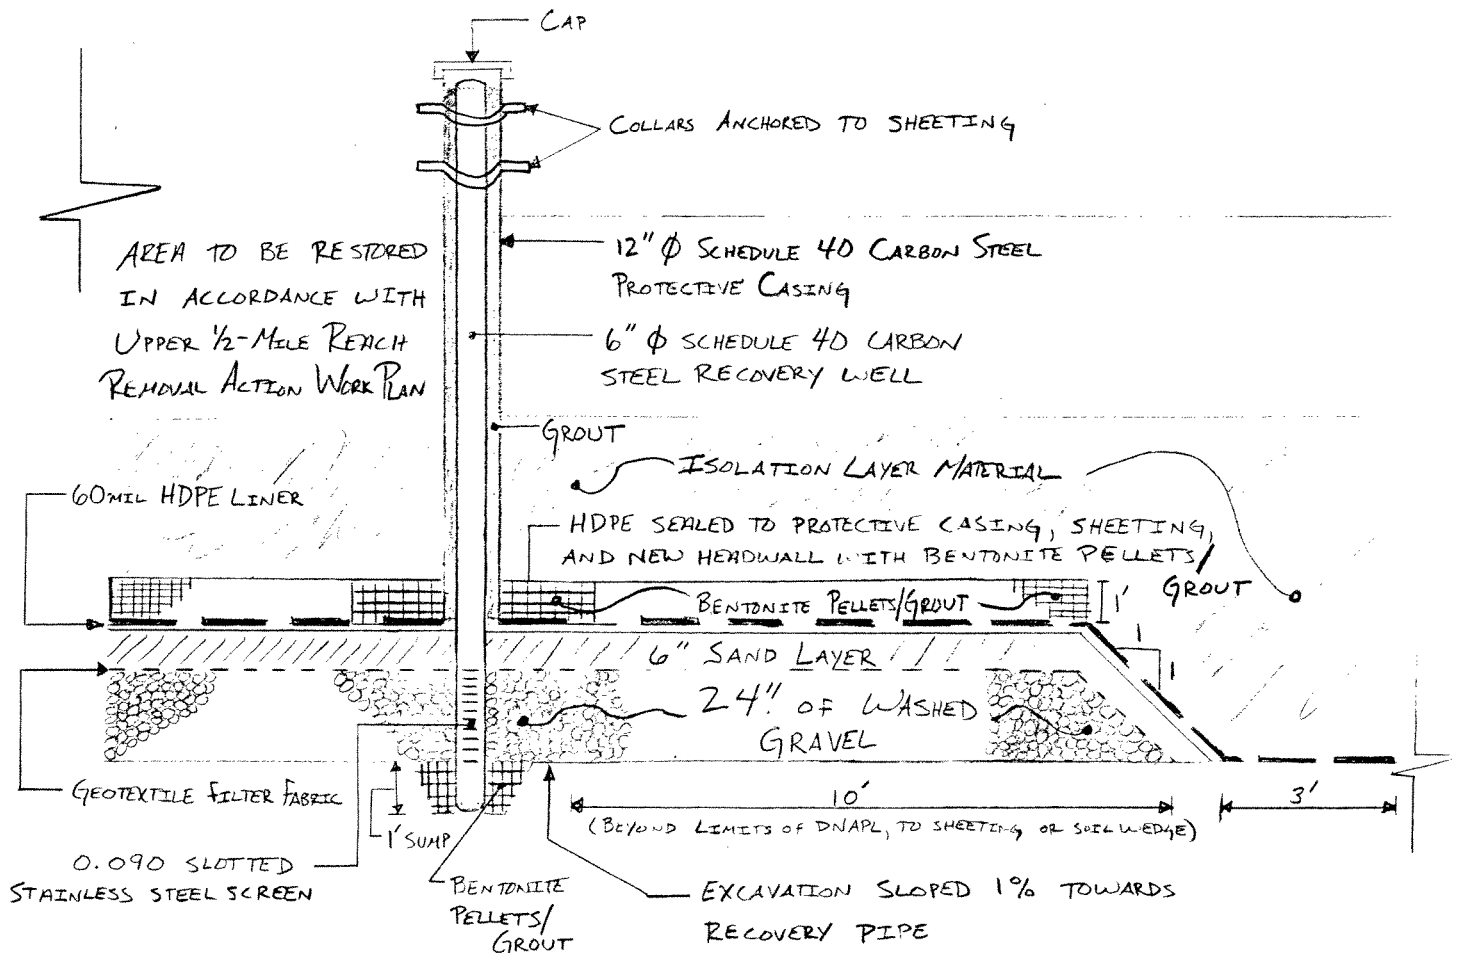 CAP
COLLARS ANCHORED TO SHEETING
AREA TO BE RESTORED
IN ACCORDANCE WITH
UPPER 1/2-MILE REACH
REMOVAL ACTION WORK PLAN
12" φ SCHEDULE 40 CARBON STEEL
PROTECTIVE CASING
6" φ SCHEDULE 40 CARBON
STEEL RECOVERY WELL
GROUT
ISOLATION LAYER MATERIAL
60 MIL HDPE LINER
HDPE SEALED TO PROTECTIVE CASING, SHEETING,
AND NEW HEADWALL WITH BENTONITE PELLETS/
GROUT
BENTONITE PELLETS/GROUT
1'
1
1
6" SAND LAYER
24" OF WASHED
GRAVEL
GEOTEXTILE FILTER FABRIC
10'
3'
(BEYOND LIMITS OF DNAPL, TO SHEETING OR SOIL WEDGE)
1' SUMP
0.090 SLOTTED
STAINLESS STEEL SCREEN
BENTONITE
PELLETS/
GROUT
EXCAVATION SLOPED 1% TOWARDS
RECOVERY PIPE